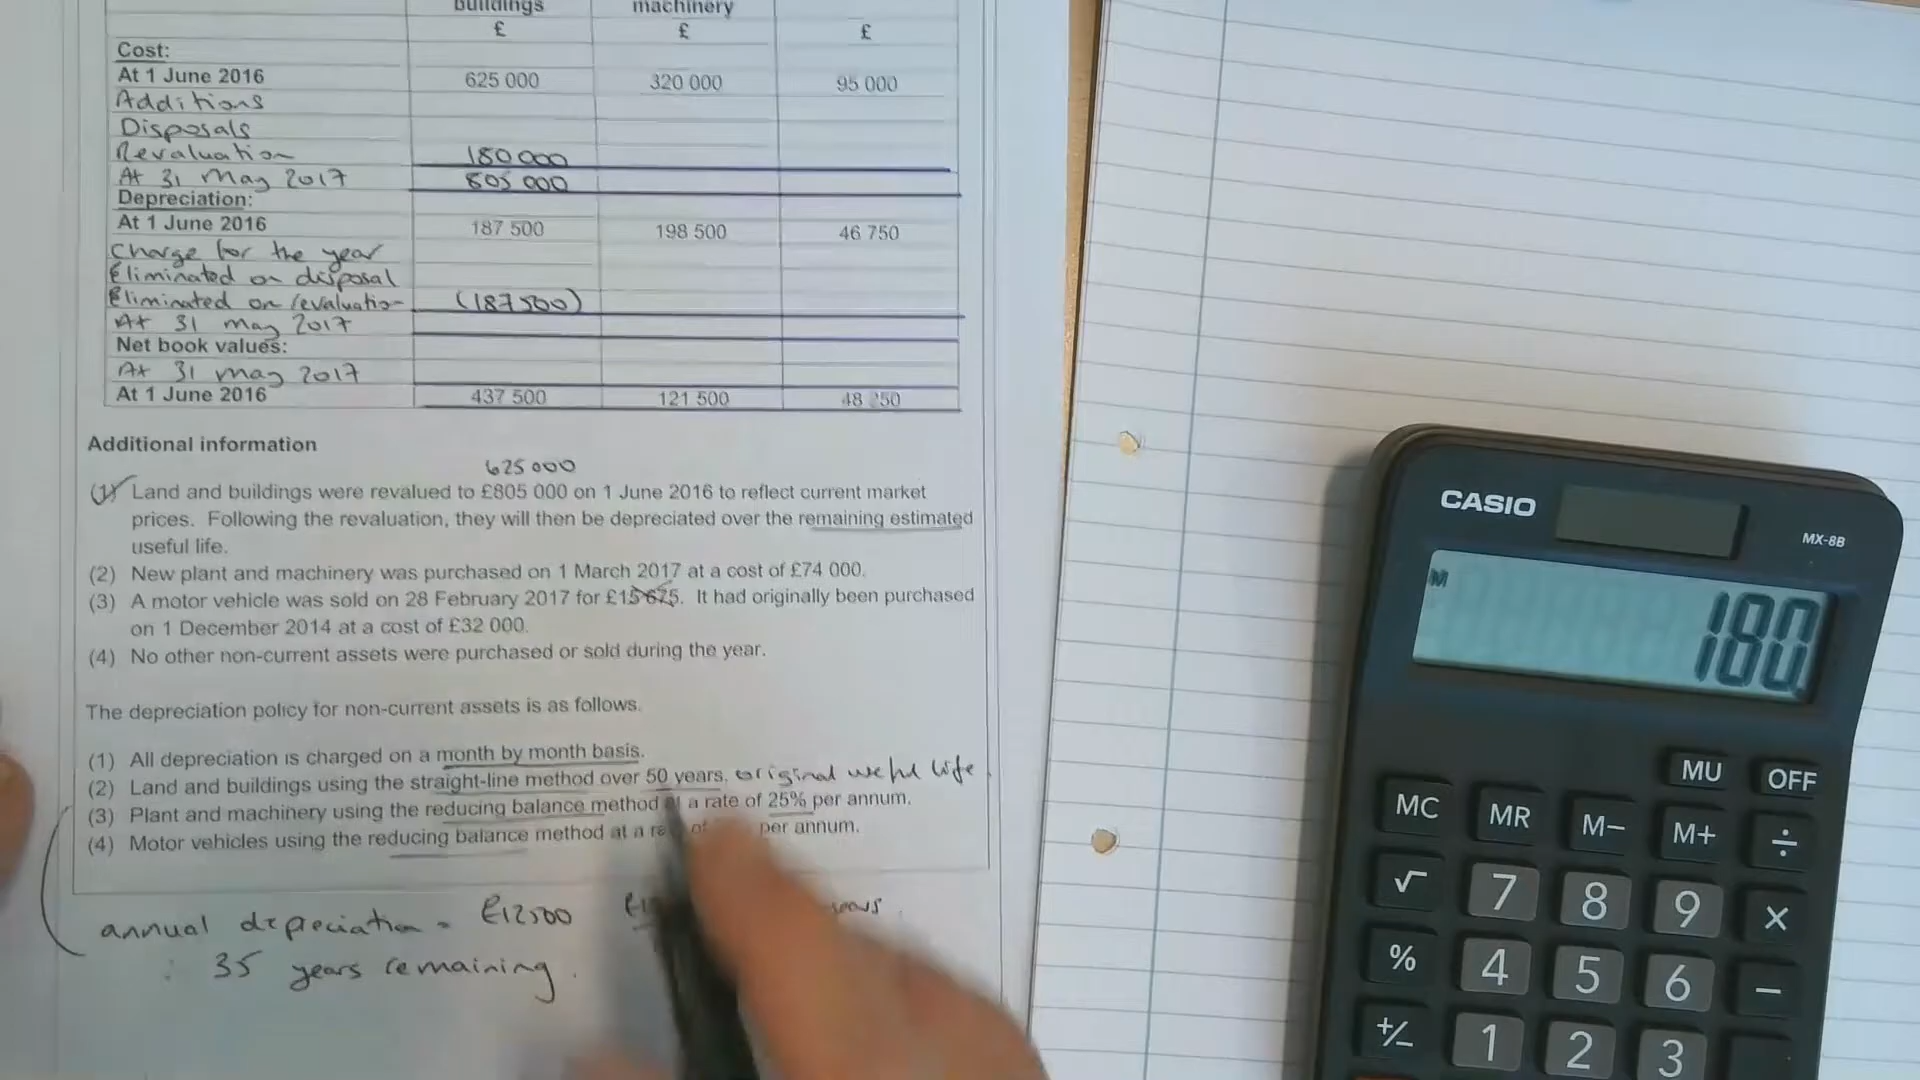 buildings machinery
£ £ £
Cost:
At 1 June 2016 625 000 320 000 95 000
Additions
Disposals
Revaluation 180 000
At 31 May 2017 805 000
Depreciation:
At 1 June 2016 187 500 198 500 46 750
Charge for the year
Eliminated on disposal
Eliminated on revaluation (187500)
At 31 may 2017
Net book values:
At 31 may 2017
At 1 June 2016 437 500 121 500 48 250
Additional information
625 000
(1) Land and buildings were revalued to £805 000 on 1 June 2016 to reflect current market
prices. Following the revaluation, they will then be depreciated over the remaining estimated
useful life.
(2) New plant and machinery was purchased on 1 March 2017 at a cost of £74 000.
(3) A motor vehicle was sold on 28 February 2017 for £15 675. It had originally been purchased
on 1 December 2014 at a cost of £32 000.
(4) No other non-current assets were purchased or sold during the year.
The depreciation policy for non-current assets is as follows.
(1) All depreciation is charged on a month by month basis.
(2) Land and buildings using the straight-line method over 50 years. original useful life
(3) Plant and machinery using the reducing balance method a rate of 25% per annum.
(4) Motor vehicles using the reducing balance method at a per annum.
annual depreciation = £12500 years.
: 35 years remaining.
CASIO
MX-8B
M 180.
MU OFF
MC MR M− M+ ÷
√ 7 8 9 ×
% 4 5 6 −
+/− 1 2 3